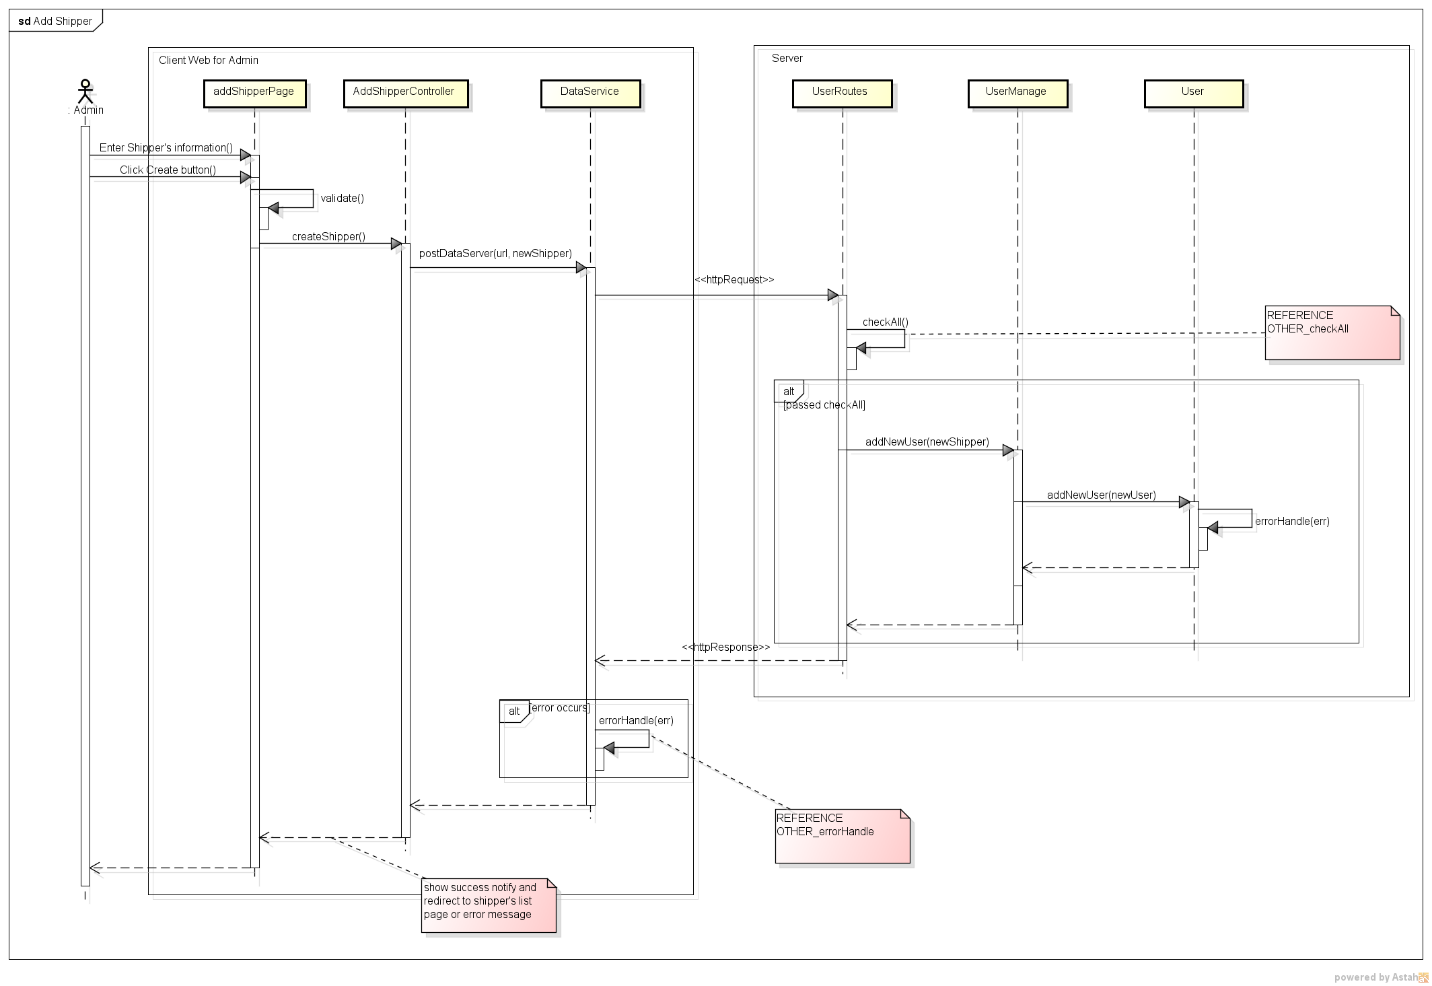 sd Add Shipper
Client Web for Admin
Server
: Admin
addShipperPage
AddShipperController
DataService
UserRoutes
UserManage
User
Enter Shipper's information()
Click Create button()
validate()
createShipper()
postDataServer(url, newShipper)
<<httpRequest>>
checkAll()
REFERENCE
OTHER_checkAll
alt
[passed checkAll]
addNewUser(newShipper)
addNewUser(newUser)
errorHandle(err)
<<httpResponse>>
alt
[error occurs]
errorHandle(err)
REFERENCE
OTHER_errorHandle
show success notify and
redirect to shipper's list
page or error message
powered by Astah